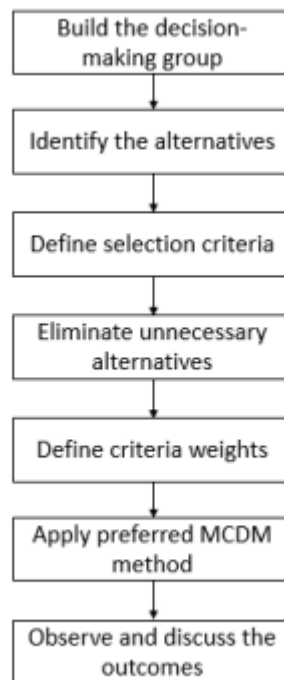 Build the decision-
making group
Identify the alternatives
Define selection criteria
Eliminate unnecessary
alternatives
Define criteria weights
Apply preferred MCDM
method
Observe and discuss the
outcomes